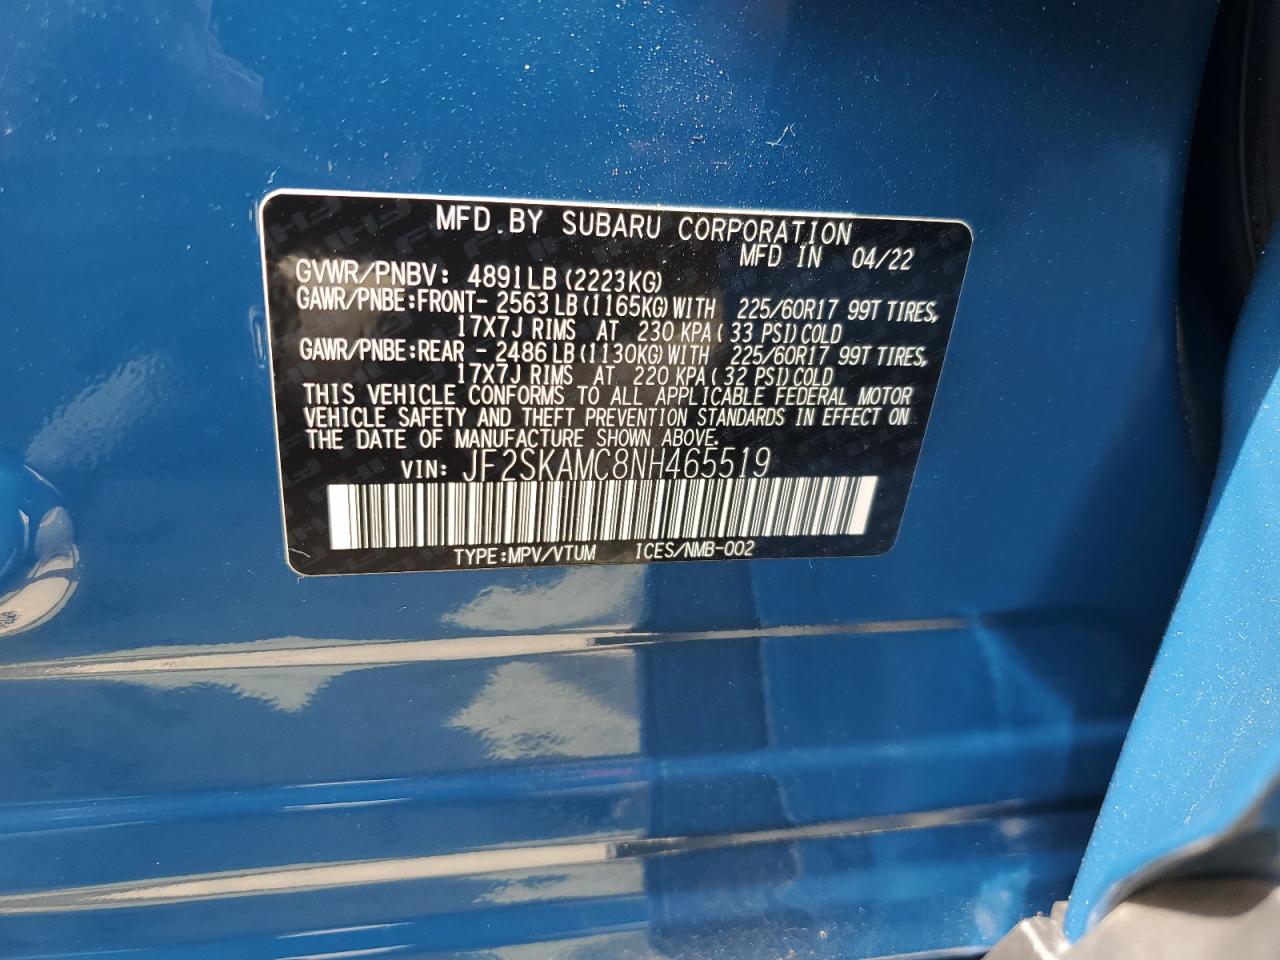 MFD.BY SUBARU CORPORATION
MFD IN 04/22
GVWR/PNBV: 4891LB (2223KG)
GAWR/PNBE:FRONT- 2563LB (1165KG) WITH 225/60R17 99T TIRES,
17X7J RIMS AT 230 KPA( 33 PSI)COLD
GAWR/PNBE:REAR - 2486LB (1130KG) WITH 225/60R17 99T TIRES,
17X7J RIMS AT 220 KPA( 32 PSI)COLD
THIS VEHICLE CONFORMS TO ALL APPLICABLE FEDERAL MOTOR
VEHICLE SAFETY AND THEFT PREVENTION STANDARDS IN EFFECT ON
THE DATE OF MANUFACTURE SHOWN ABOVE.
VIN: JF2SKAMC8NH465519
TYPE:MPV/VTUM ICES/NMB-002